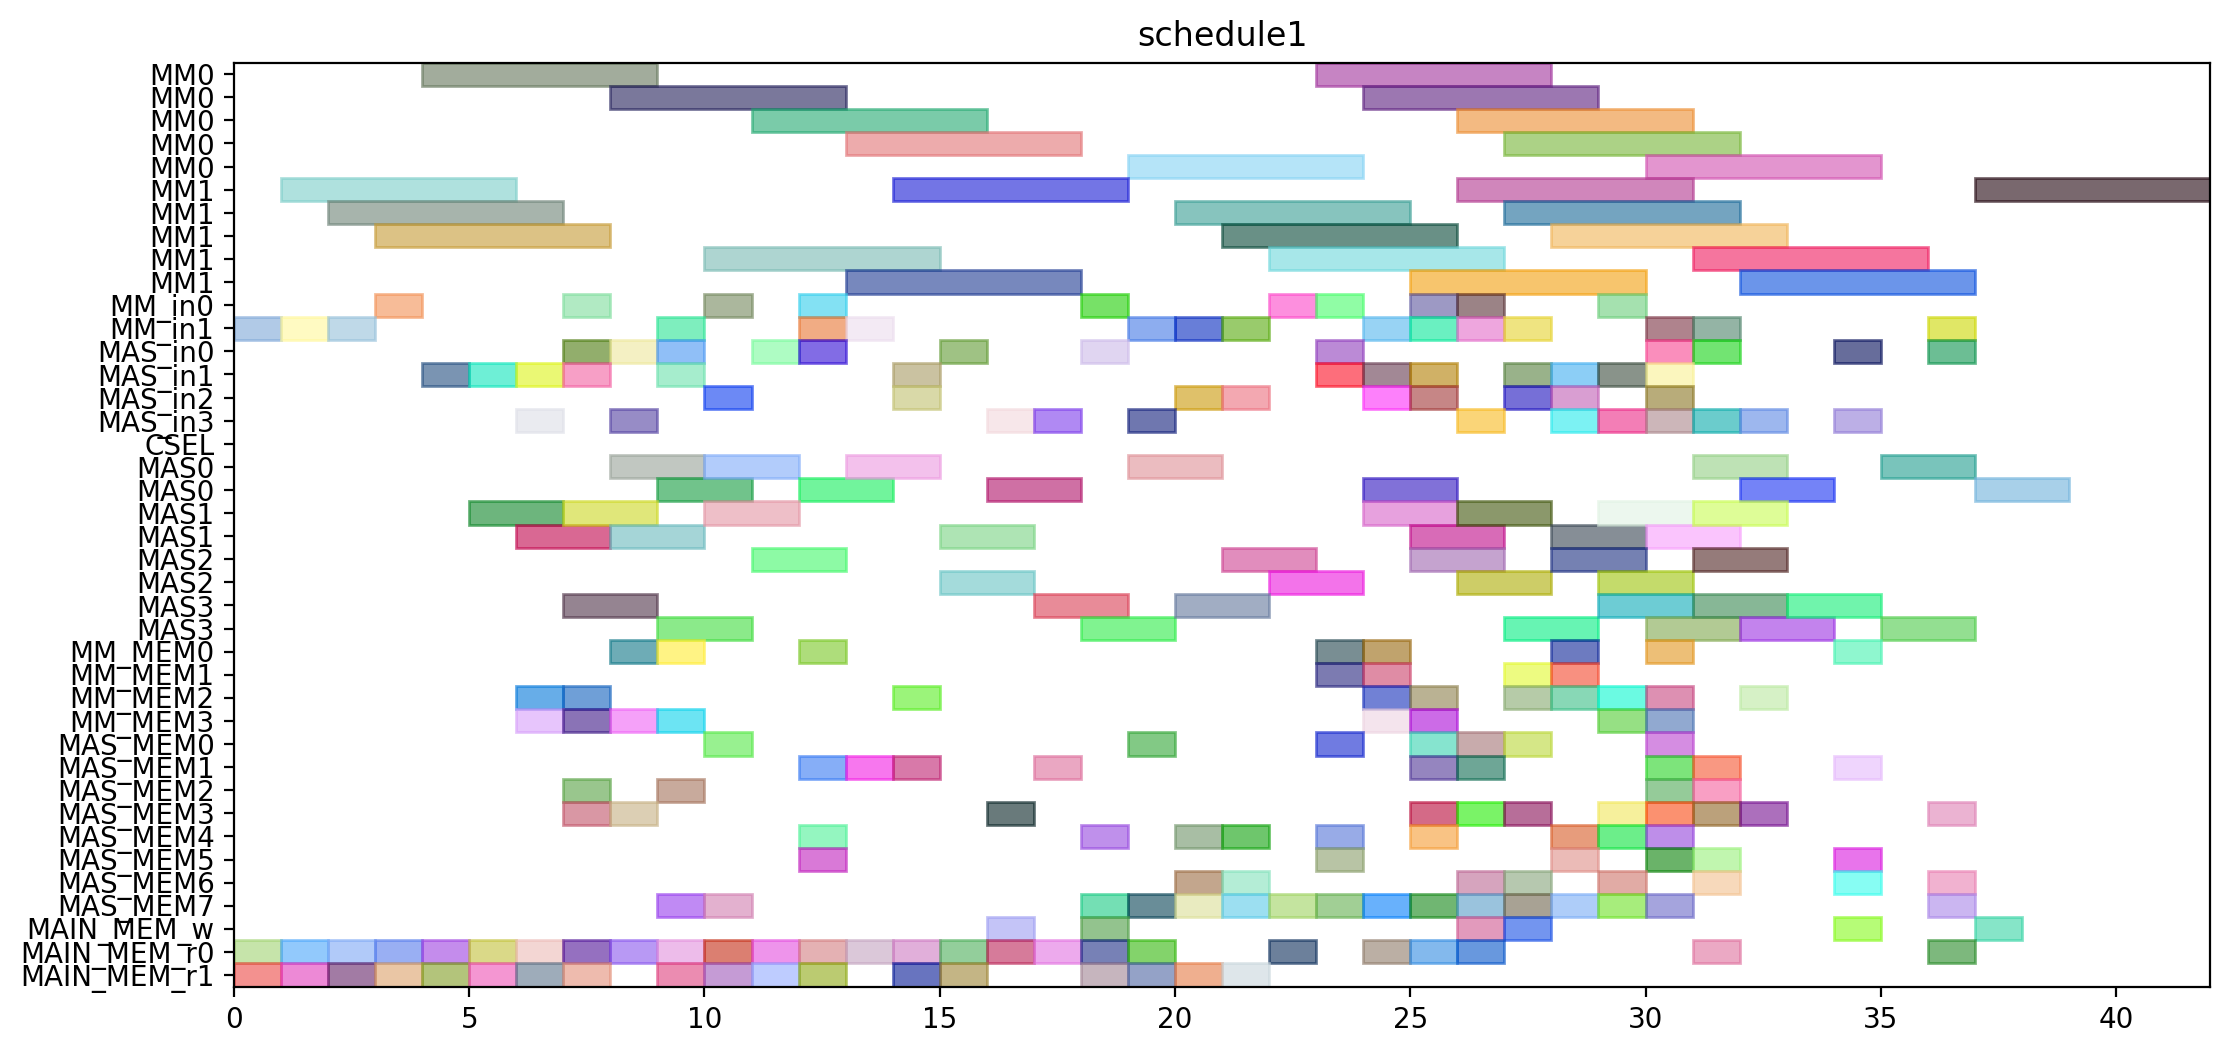 schedule1
MM0
MM0
MM0
MM0
MM0
MM1
MM1
MM1
MM1
MM1
MM_in0
MM_in1
MAS_in0
MAS_in1
MAS_in2
MAS_in3
CSEL
MAS0
MAS0
MAS1
MAS1
MAS2
MAS2
MAS3
MAS3
MM_MEM0
MM_MEM1
MM_MEM2
MM_MEM3
MAS_MEM0
MAS_MEM1
MAS_MEM2
MAS_MEM3
MAS_MEM4
MAS_MEM5
MAS_MEM6
MAS_MEM7
MAIN_MEM_w
MAIN_MEM_r0
MAIN_MEM_r1
0 5 10 15 20 25 30 35 40